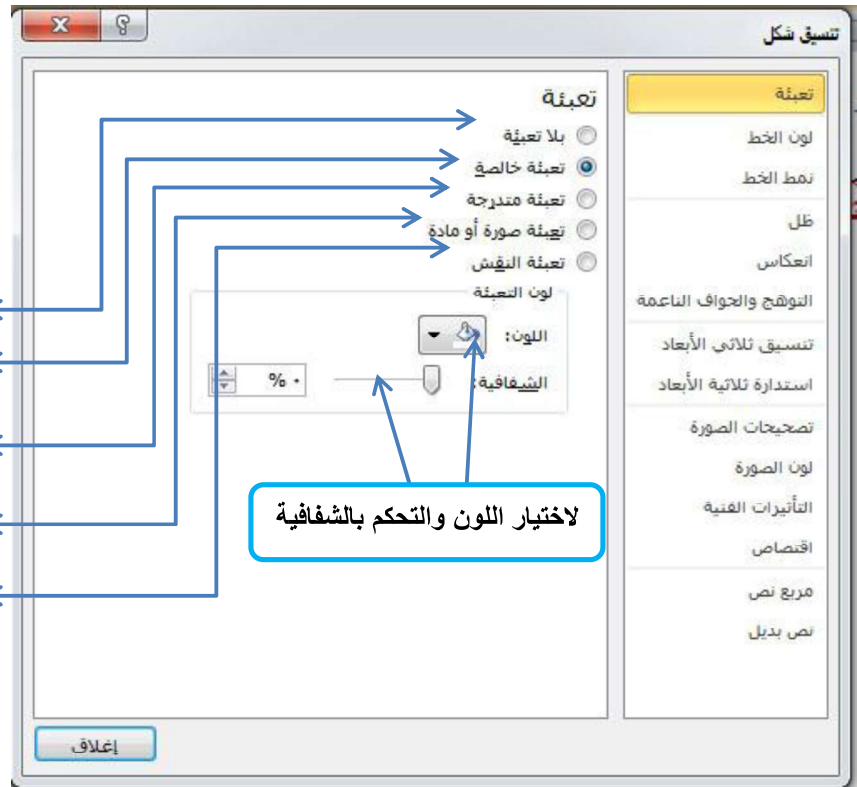 تنسيق شكل
تعبئة
لون الخط
نمط الخط
ظل
انعكاس
التوهج والحواف الناعمة
تنسيق ثلاثي الأبعاد
استدارة ثلاثية الأبعاد
تصحيحات الصورة
لون الصورة
التأثيرات الفنية
اقتصاص
مربع نص
نص بديل
تعبئة
بلا تعبئة
تعبئة خالصة
تعبئة متدرجة
تعبئة صورة أو مادة
تعبئة النقش
لون التعبئة
اللون:
الشفافية: ٠ %
لاختيار اللون والتحكم بالشفافية
إغلاق